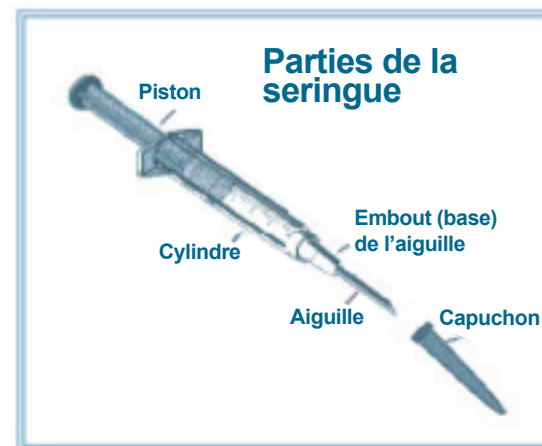 Parties de la
seringue
Piston
Embout (base)
de l’aiguille
Cylindre
Aiguille
Capuchon